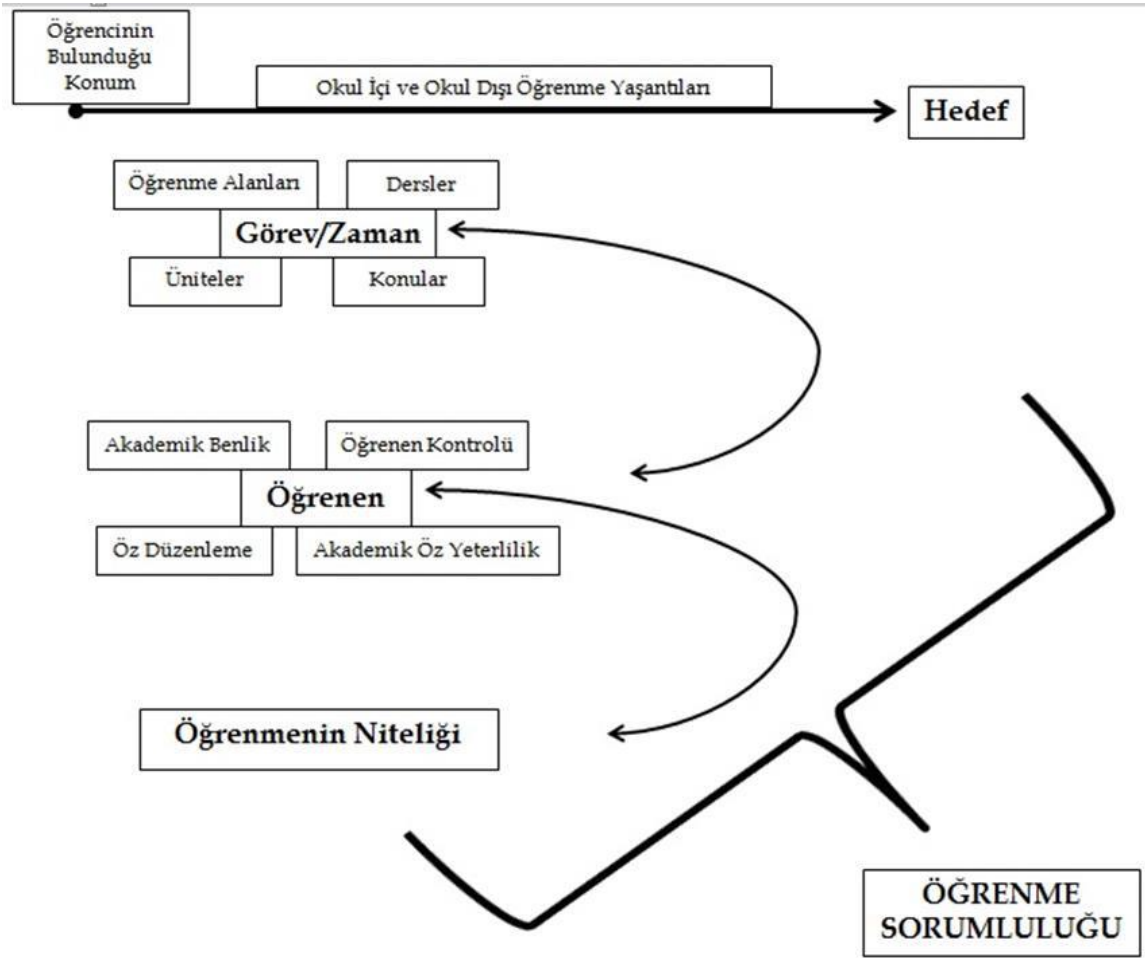 Öğrencinin
Bulunduğu
Konum
Okul İçi ve Okul Dışı Öğrenme Yaşantıları
Hedef
Öğrenme Alanları
Dersler
Görev/Zaman
Üniteler
Konular
Akademik Benlik
Öğrenen Kontrolü
Öğrenen
Öz Düzenleme
Akademik Öz Yeterlilik
Öğrenmenin Niteliği
ÖĞRENME
SORUMLULUĞU